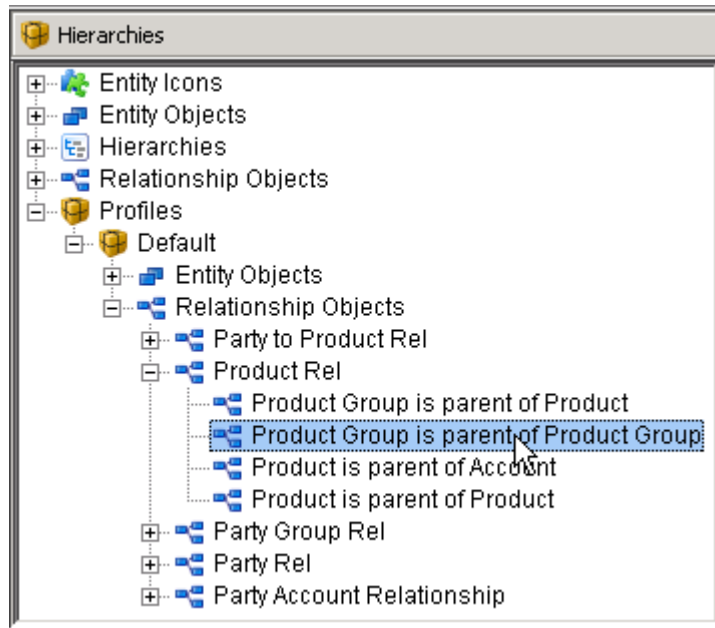 Hierarchies
Entity Icons
Entity Objects
Hierarchies
Relationship Objects
Profiles
Default
Entity Objects
Relationship Objects
Party to Product Rel
Product Rel
Product Group is parent of Product
Product Group is parent of Product Group
Product is parent of Account
Product is parent of Product
Party Group Rel
Party Rel
Party Account Relationship